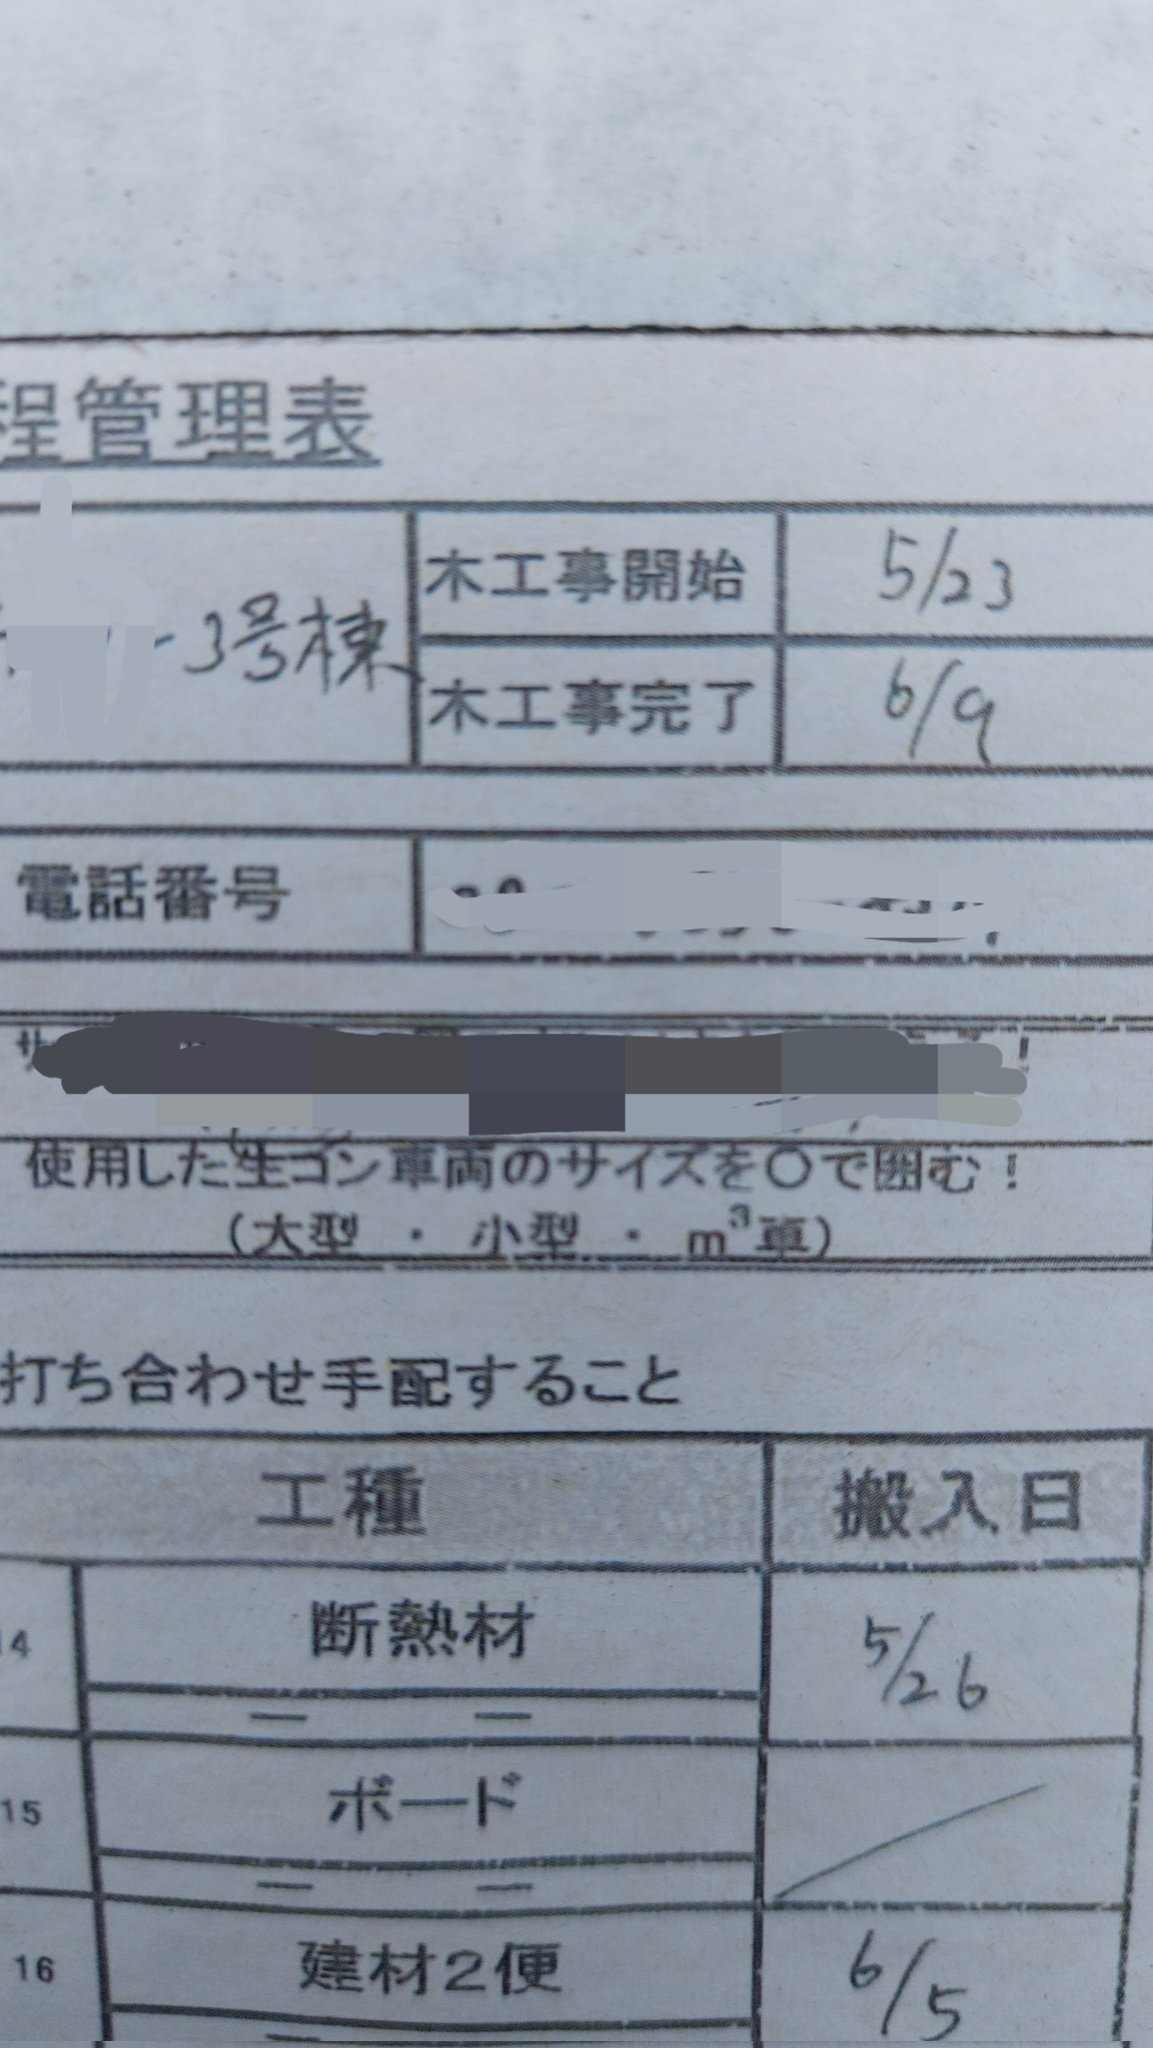 程管理表
3号棟
木工事開始 5/23
木工事完了 6/9
電話番号
使用した生コン車両のサイズを〇で囲む！
（大型 ・ 小型 ・ m³車）
打ち合わせ手配すること
工種 搬入日
14 断熱材 5/26
— —
15 ボード
— —
16 建材2便 6/5